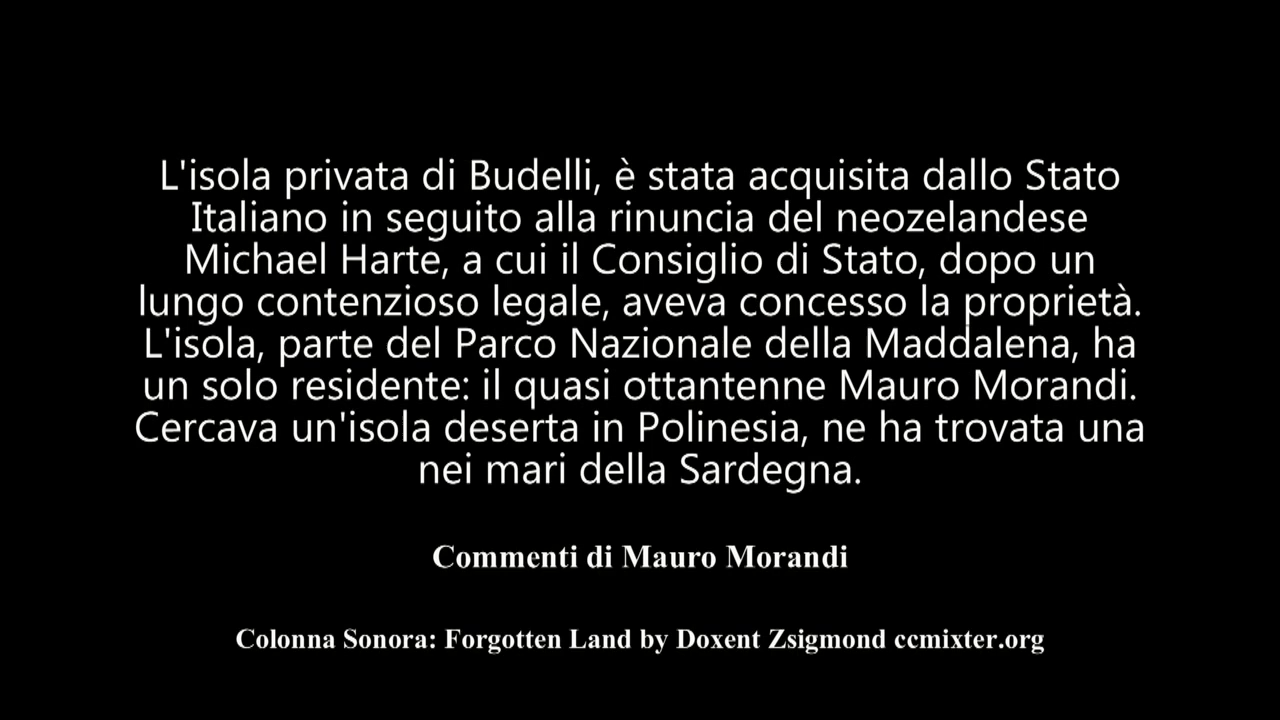 L'isola privata di Budelli, è stata acquisita dallo Stato
Italiano in seguito alla rinuncia del neozelandese
Michael Harte, a cui il Consiglio di Stato, dopo un
lungo contenzioso legale, aveva concesso la proprietà.
L'isola, parte del Parco Nazionale della Maddalena, ha
un solo residente: il quasi ottantenne Mauro Morandi.
Cercava un'isola deserta in Polinesia, ne ha trovata una
nei mari della Sardegna.
Commenti di Mauro Morandi
Colonna Sonora: Forgotten Land by Doxent Zsigmond ccmixter.org